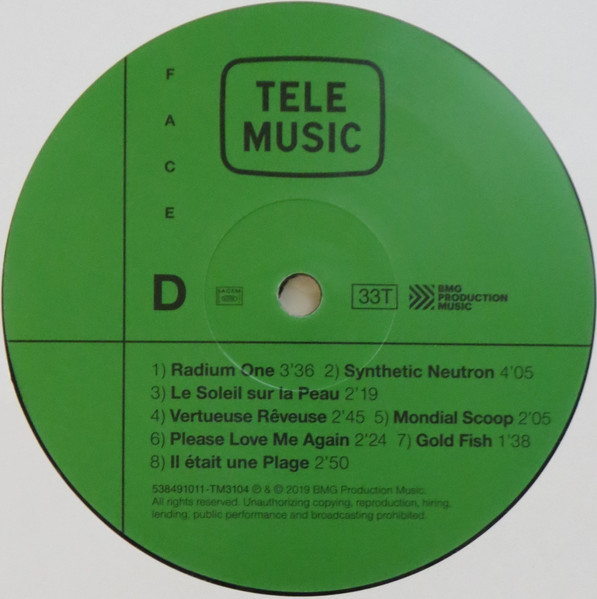 FACE
TELE
MUSIC
D
SACEM
33T
BMG
PRODUCTION
MUSIC
1) Radium One 3'36 2) Synthetic Neutron 4'05
3) Le Soleil sur la Peau 2'19
4) Vertueuse Rêveuse 2'45 5) Mondial Scoop 2'05
6) Please Love Me Again 2'24 7) Gold Fish 1'38
8) Il était une Plage 2'50
538491011-TM3104 ℗ & © 2019 BMG Production Music.
All rights reserved. Unauthorizing copying, reproduction, hiring,
lending, public performance and broadcasting prohibited.